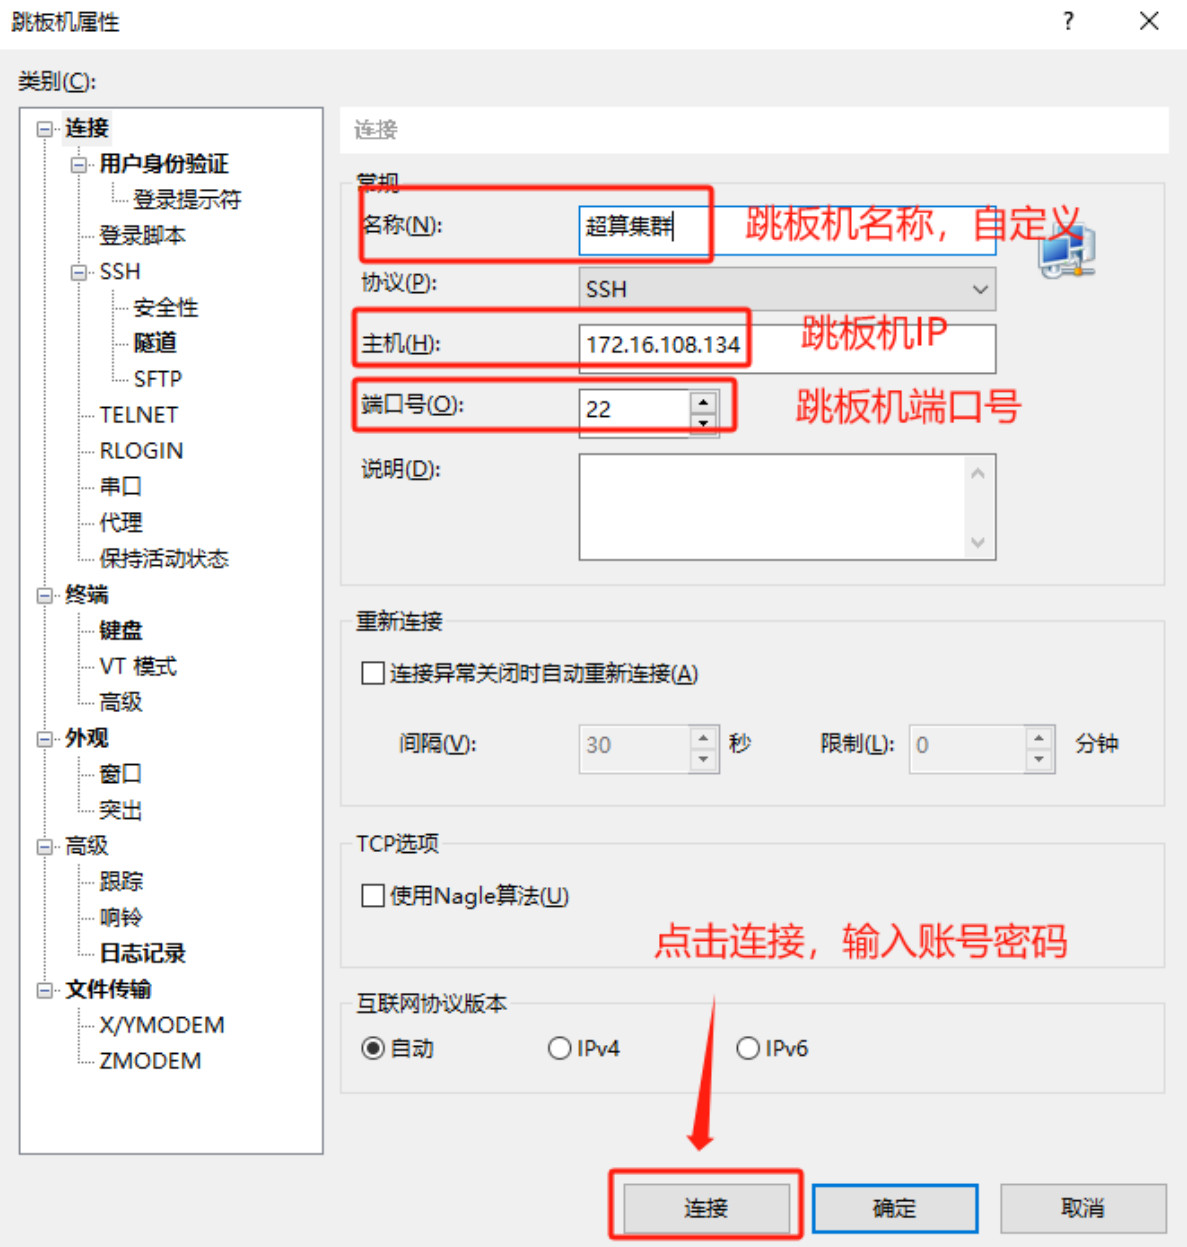 跳板机属性
类别(C):
连接
用户身份验证
登录提示符
登录脚本
SSH
安全性
隧道
SFTP
TELNET
RLOGIN
串口
代理
保持活动状态
终端
键盘
VT 模式
高级
外观
窗口
突出
高级
跟踪
响铃
日志记录
文件传输
X/YMODEM
ZMODEM
连接
常规
名称(N): 超算集群 跳板机名称，自定义
协议(P): SSH
主机(H): 172.16.108.134 跳板机IP
端口号(O): 22 跳板机端口号
说明(D):
重新连接
连接异常关闭时自动重新连接(A)
间隔(V): 30 秒 限制(L): 0 分钟
TCP选项
使用Nagle算法(U)
点击连接，输入账号密码
互联网协议版本
自动 IPv4 IPv6
连接 确定 取消